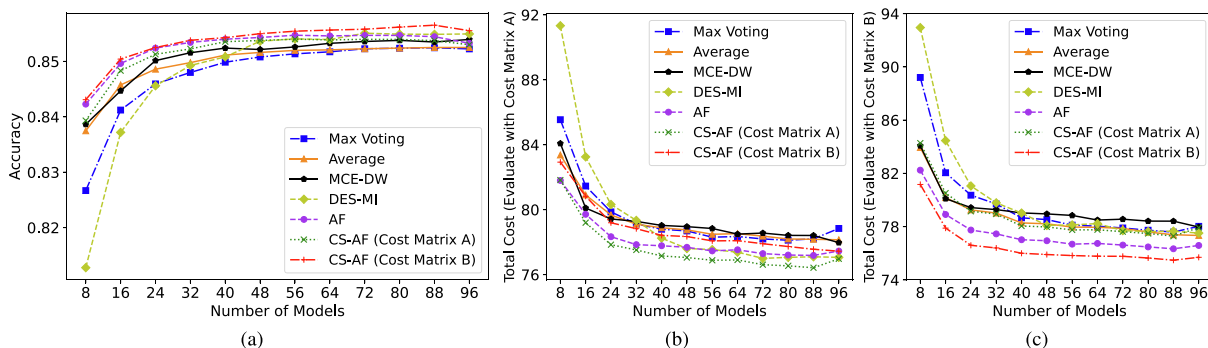 Accuracy
0.85
0.84
0.83
0.82
8 16 24 32 40 48 56 64 72 80 88 96
Number of Models
Max Voting
Average
MCE-DW
DES-MI
AF
CS-AF (Cost Matrix A)
CS-AF (Cost Matrix B)
(a)
Total Cost (Evaluate with Cost Matrix A)
92
88
84
80
76
8 16 24 32 40 48 56 64 72 80 88 96
Number of Models
Max Voting
Average
MCE-DW
DES-MI
AF
CS-AF (Cost Matrix A)
CS-AF (Cost Matrix B)
(b)
Total Cost (Evaluate with Cost Matrix B)
94
90
86
82
78
74
8 16 24 32 40 48 56 64 72 80 88 96
Number of Models
Max Voting
Average
MCE-DW
DES-MI
AF
CS-AF (Cost Matrix A)
CS-AF (Cost Matrix B)
(c)